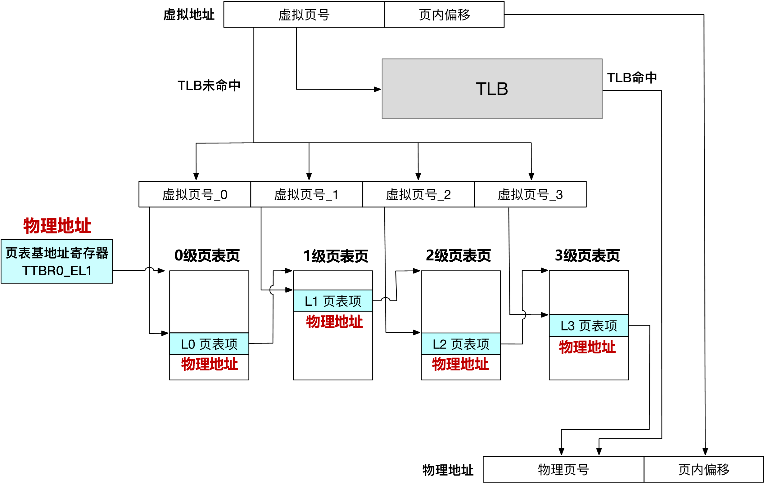 虚拟地址
虚拟页号
页内偏移
TLB未命中
TLB
TLB命中
虚拟页号_0
虚拟页号_1
虚拟页号_2
虚拟页号_3
物理地址
页表基地址寄存器
TTBR0_EL1
0级页表页
1级页表页
2级页表页
3级页表页
L1 页表项
物理地址
L3 页表项
物理地址
L0 页表项
物理地址
L2 页表项
物理地址
物理地址
物理页号
页内偏移